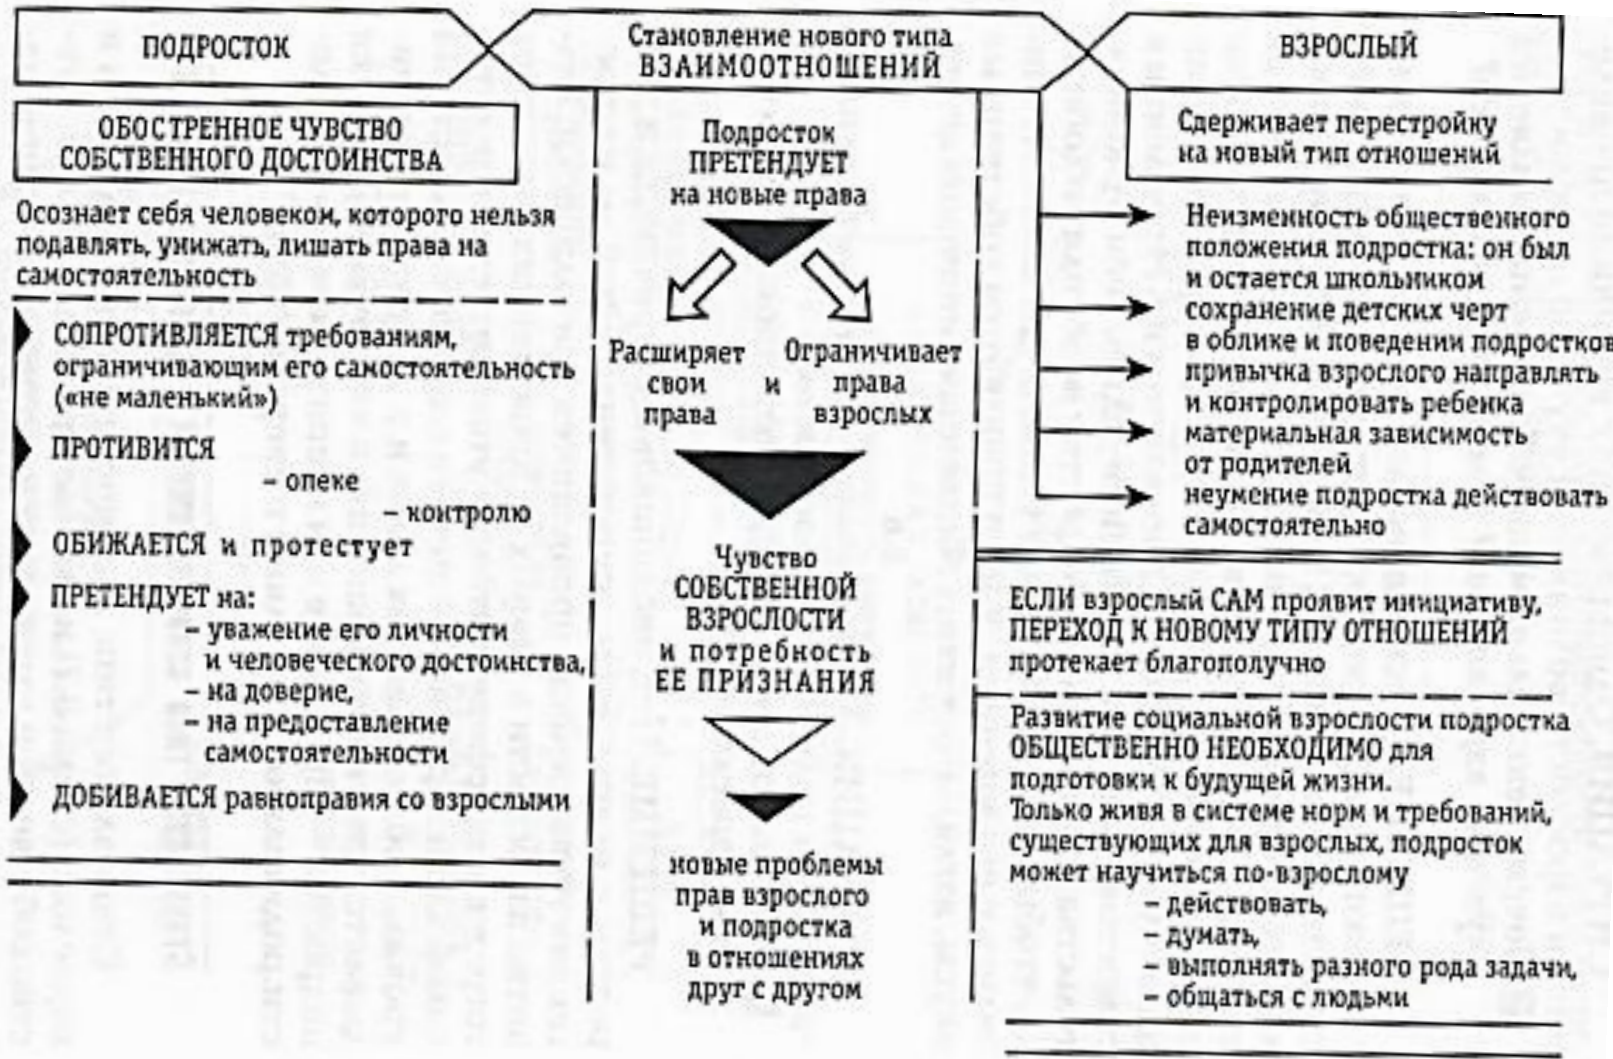 ПОДРОСТОК
Становление нового типа
ВЗАИМООТНОШЕНИЙ
ВЗРОСЛЫЙ
ОБОСТРЕННОЕ ЧУВСТВО
СОБСТВЕННОГО ДОСТОИНСТВА
Осознает себя человеком, которого нельзя
подавлять, унижать, лишать права на
самостоятельность
СОПРОТИВЛЯЕТСЯ требованиям,
ограничивающим его самостоятельность
(«не маленький»)
ПРОТИВИТСЯ
– опеке
– контролю
ОБИЖАЕТСЯ и протестует
ПРЕТЕНДУЕТ на:
– уважение его личности
и человеческого достоинства,
– на доверие,
– на предоставление
самостоятельности
ДОБИВАЕТСЯ равноправия со взрослыми
Подросток
ПРЕТЕНДУЕТ
на новые права
Расширяет
свои
права
и
Ограничивает
права
взрослых
Чувство
СОБСТВЕННОЙ
ВЗРОСЛОСТИ
и потребность
ЕЕ ПРИЗНАНИЯ
новые проблемы
прав взрослого
и подростка
в отношениях
друг с другом
Сдерживает перестройку
на новый тип отношений
Неизменность общественного
положения подростка: он был
и остается школьником
сохранение детских черт
в облике и поведении подростков
привычка взрослого направлять
и контролировать ребенка
материальная зависимость
от родителей
неумение подростка действовать
самостоятельно
ЕСЛИ взрослый САМ проявит инициативу,
ПЕРЕХОД К НОВОМУ ТИПУ ОТНОШЕНИЙ
протекает благополучно
Развитие социальной взрослости подростка
ОБЩЕСТВЕННО НЕОБХОДИМО для
подготовки к будущей жизни.
Только живя в системе норм и требований,
существующих для взрослых, подросток
может научиться по-взрослому
– действовать,
– думать,
– выполнять разного рода задачи,
– общаться с людьми